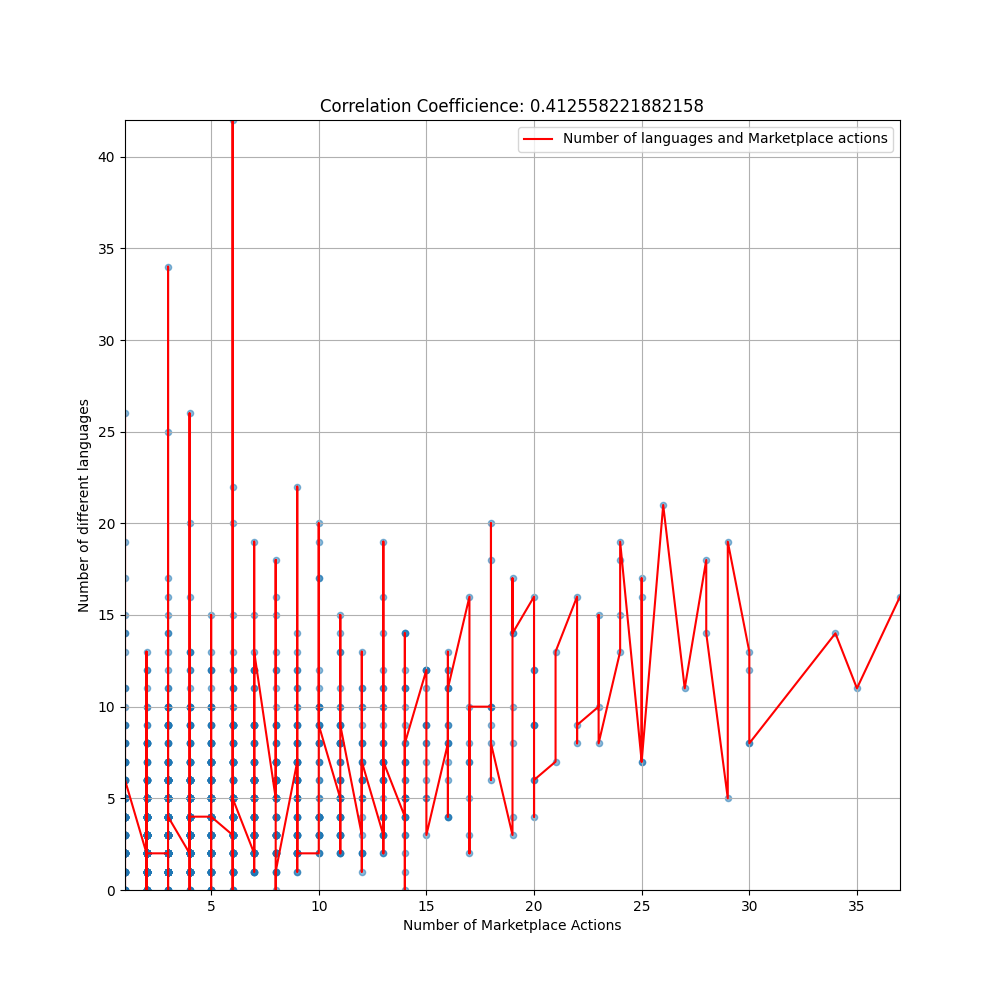 Correlation Coefficience: 0.412558221882158
Number of languages and Marketplace actions
40
35
30
25
20
15
10
5
0
Number of different languages
5 10 15 20 25 30 35
Number of Marketplace Actions